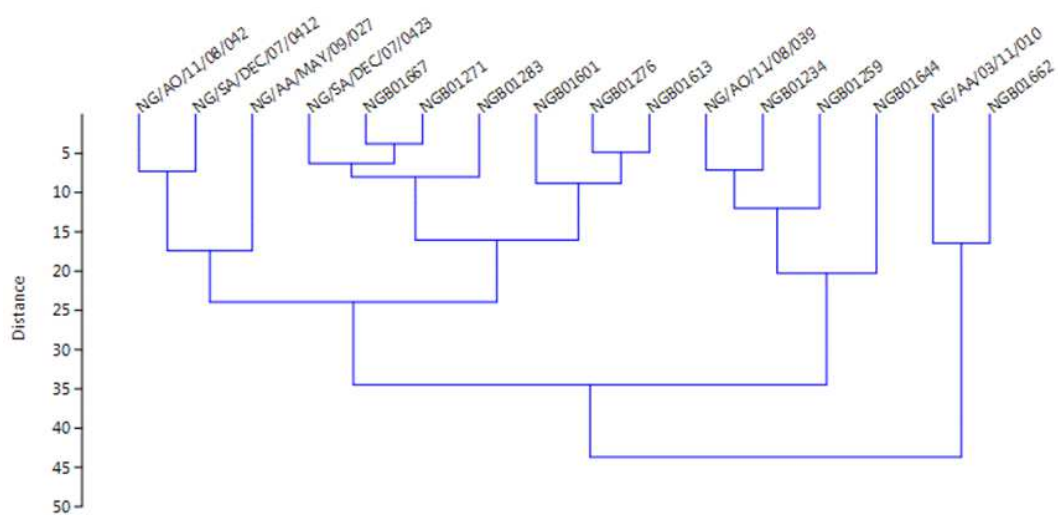 NG/AO/11/08/042
NG/SA/DEC/07/0412
NG/AA/MAY/09/027
NG/SA/DEC/07/0423
NGB01667
NGB01271
NGB01283
NGB01601
NGB01276
NGB01613
NG/AO/11/08/039
NGB01234
NGB01259
NGB01644
NG/AA/03/11/010
NGB01662
5
10
15
20
25
30
35
40
45
50
Distance